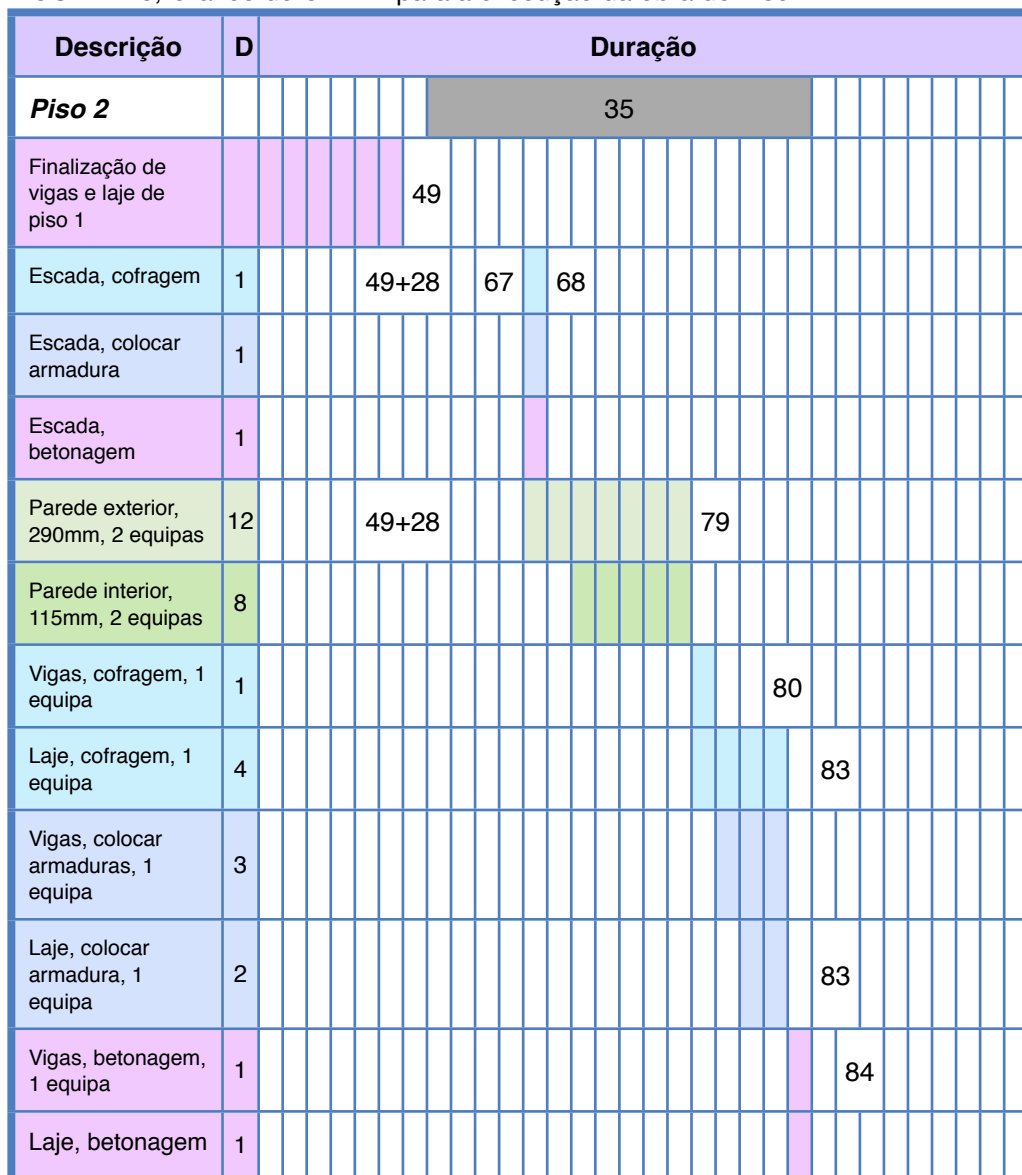 Descrição D Duração
Piso 2 35
Finalização de
vigas e laje de
piso 1
49
Escada, cofragem 1 49+28 67 68
Escada, colocar
armadura
1
Escada,
betonagem
1
Parede exterior,
290mm, 2 equipas
12 49+28 79
Parede interior,
115mm, 2 equipas
8
Vigas, cofragem, 1
equipa
1 80
Laje, cofragem, 1
equipa
4 83
Vigas, colocar
armaduras, 1
equipa
3
Laje, colocar
armadura, 1
equipa
2 83
Vigas, betonagem,
1 equipa
1 84
Laje, betonagem 1